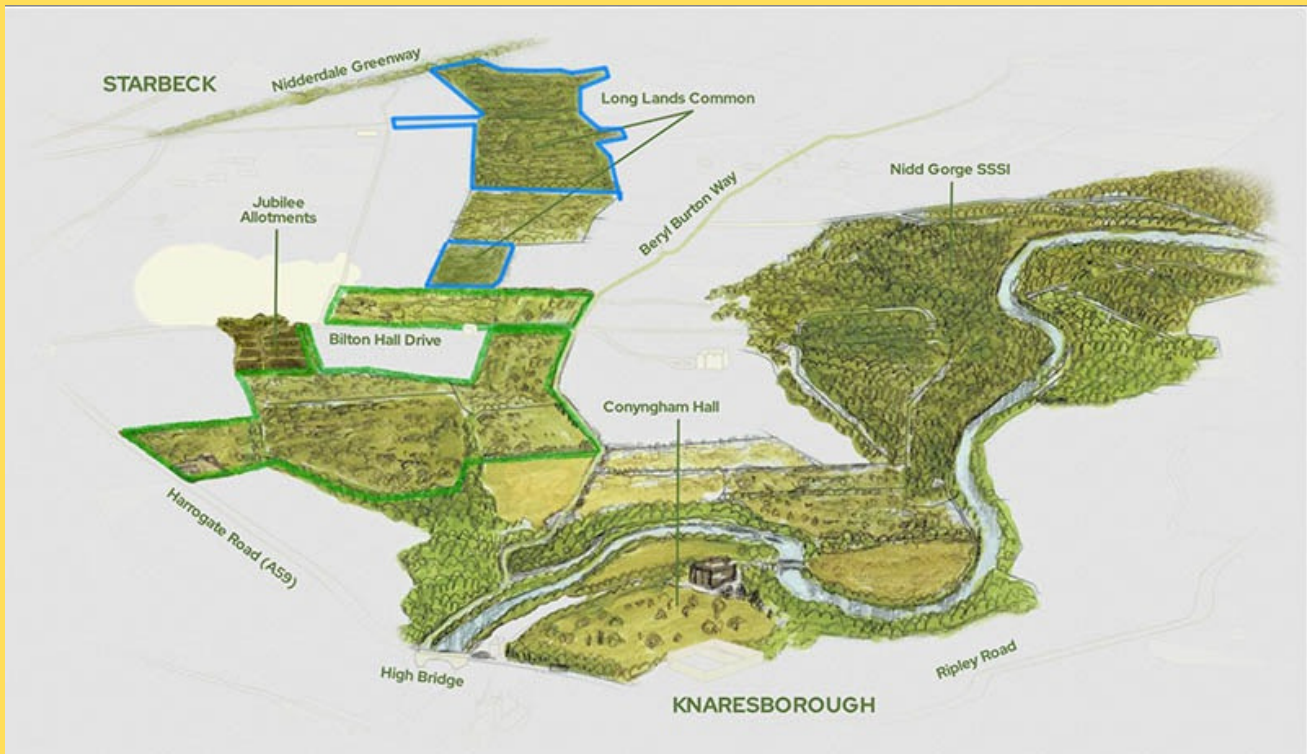 STARBECK
Nidderdale Greenway
Long Lands Common
Nidd Gorge SSSI
Jubilee
Allotments
Beryl Burton Way
Bilton Hall Drive
Conyngham Hall
Harrogate Road (A59)
High Bridge
Ripley Road
KNARESBOROUGH